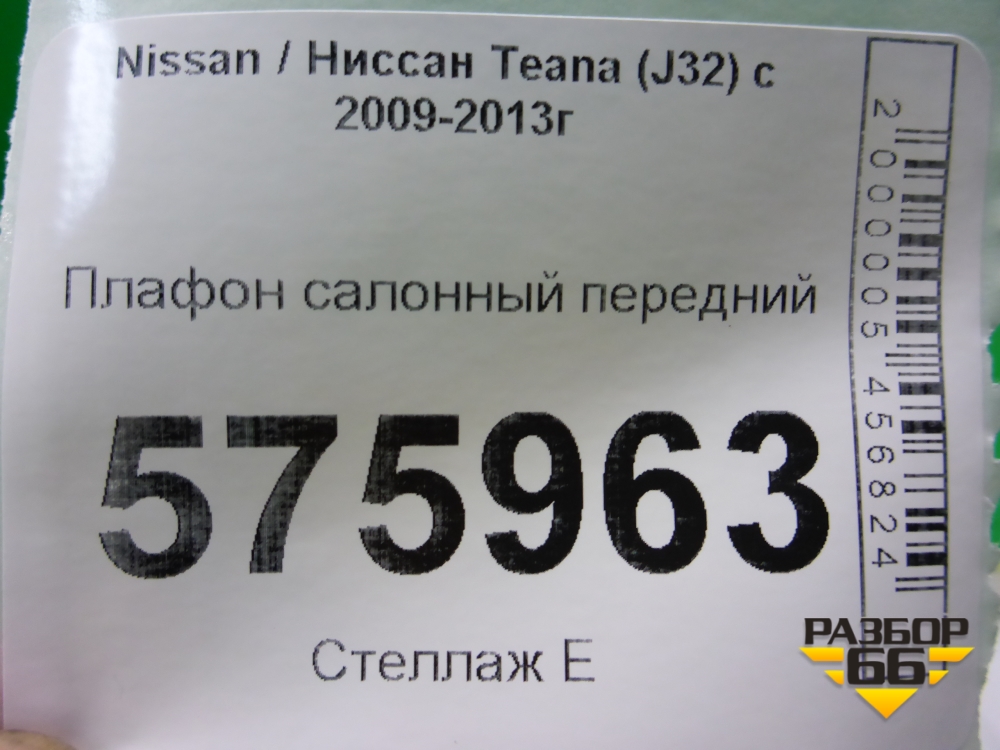 Nissan / Ниссан Teana (J32) с
2009-2013г
Плафон салонный передний
575963
Стеллаж Е
2000005456824
РАЗБОР
66